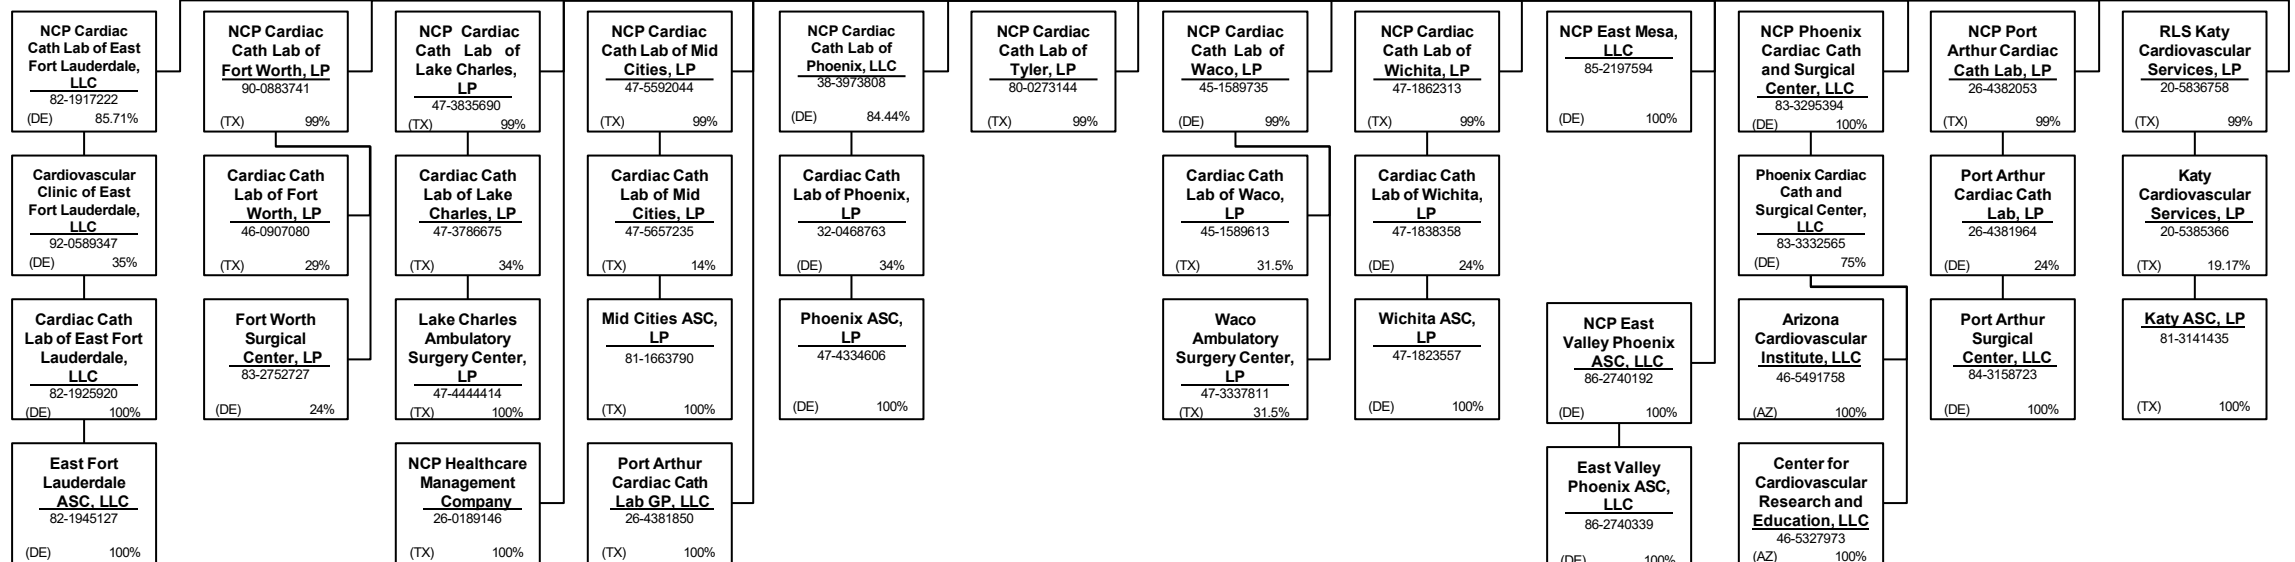 NCP Cardiac
Cath Lab of East
Fort Lauderdale,
LLC
82-1917222
(DE) 85.71%
NCP Cardiac
Cath Lab of
Fort Worth, LP
90-0883741
(TX) 99%
NCP Cardiac
Cath Lab of
Lake Charles,
LP
47-3835690
(TX) 99%
NCP Cardiac
Cath Lab of Mid
Cities, LP
47-5592044
(TX) 99%
NCP Cardiac
Cath Lab of
Phoenix, LLC
38-3973808
(DE) 84.44%
NCP Cardiac
Cath Lab of
Tyler, LP
80-0273144
(TX) 99%
NCP Cardiac
Cath Lab of
Waco, LP
45-1589735
(DE) 99%
NCP Cardiac
Cath Lab of
Wichita, LP
47-1862313
(TX) 99%
NCP East Mesa,
LLC
85-2197594
(DE) 100%
NCP Phoenix
Cardiac Cath
and Surgical
Center, LLC
83-3295394
(DE) 100%
NCP Port
Arthur Cardiac
Cath Lab, LP
26-4382053
(TX) 99%
RLS Katy
Cardiovascular
Services, LP
20-5836758
(TX) 99%
Cardiovascular
Clinic of East
Fort Lauderdale,
LLC
92-0589347
(DE) 35%
Cardiac Cath
Lab of Fort
Worth, LP
46-0907080
(TX) 29%
Cardiac Cath
Lab of Lake
Charles, LP
47-3786675
(TX) 34%
Cardiac Cath
Lab of Mid
Cities, LP
47-5657235
(TX) 14%
Cardiac Cath
Lab of Phoenix,
LP
32-0468763
(DE) 34%
Cardiac Cath
Lab of Waco,
LP
45-1589613
(TX) 31.5%
Cardiac Cath
Lab of Wichita,
LP
47-1838358
(DE) 24%
Phoenix Cardiac
Cath and
Surgical Center,
LLC
83-3332565
(DE) 75%
Port Arthur
Cardiac Cath
Lab, LP
26-4381964
(DE) 24%
Katy
Cardiovascular
Services, LP
20-5385366
(TX) 19.17%
Cardiac Cath
Lab of East Fort
Lauderdale,
LLC
82-1925920
(DE) 100%
Fort Worth
Surgical
Center, LP
83-2752727
(DE) 24%
Lake Charles
Ambulatory
Surgery Center,
LP
47-4444414
(TX) 100%
Mid Cities ASC,
LP
81-1663790
(TX) 100%
Phoenix ASC,
LP
47-4334606
(DE) 100%
Waco
Ambulatory
Surgery Center,
LP
47-3337811
(TX) 31.5%
Wichita ASC,
LP
47-1823557
(DE) 100%
NCP East
Valley Phoenix
ASC, LLC
86-2740192
(DE) 100%
Arizona
Cardiovascular
Institute, LLC
46-5491758
(AZ) 100%
Port Arthur
Surgical
Center, LLC
84-3158723
(DE) 100%
Katy ASC, LP
81-3141435
(TX) 100%
East Fort
Lauderdale
ASC, LLC
82-1945127
(DE) 100%
NCP Healthcare
Management
Company
26-0189146
(TX) 100%
Port Arthur
Cardiac Cath
Lab GP, LLC
26-4381850
(TX) 100%
East Valley
Phoenix ASC,
LLC
86-2740339
(DE) 100%
Center for
Cardiovascular
Research and
Education, LLC
46-5327973
(AZ) 100%